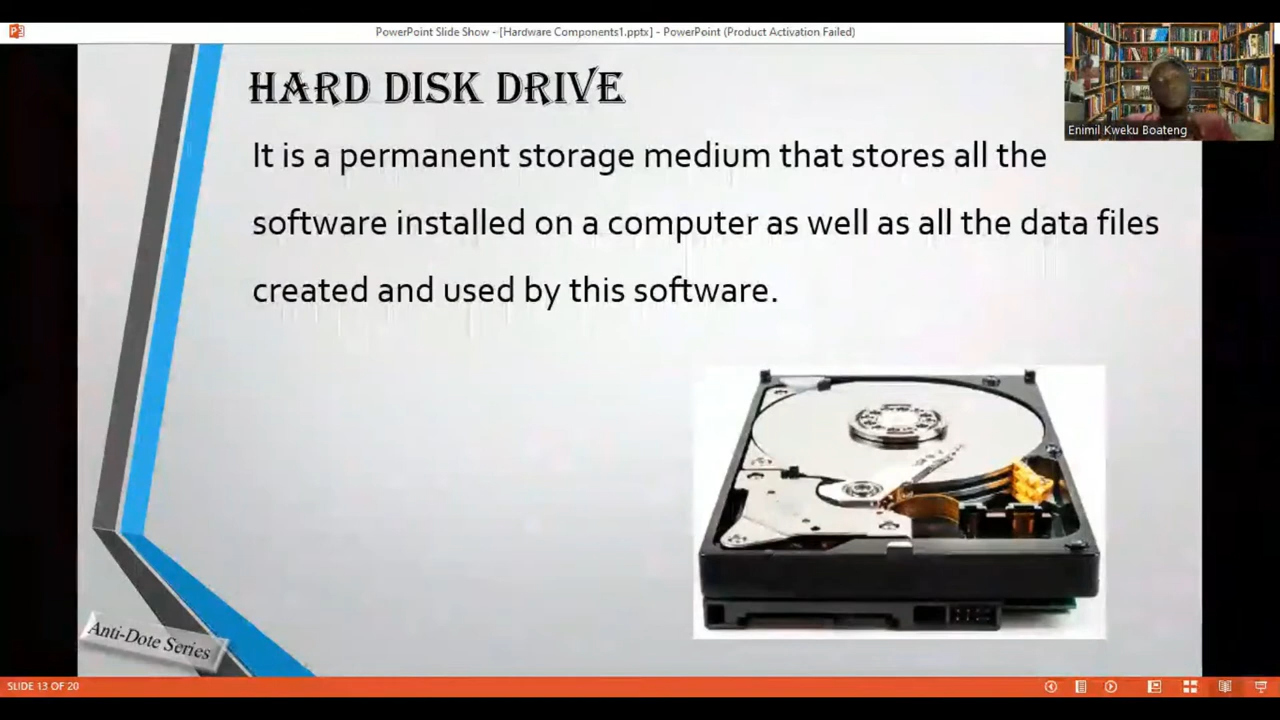 PowerPoint Slide Show - [Hardware Components1.pptx] - PowerPoint (Product Activation Failed)
HARD DISK DRIVE
Enimil Kweku Boateng
It is a permanent storage medium that stores all the
software installed on a computer as well as all the data files
created and used by this software.
Anti-Dote Series
SLIDE 13 OF 20